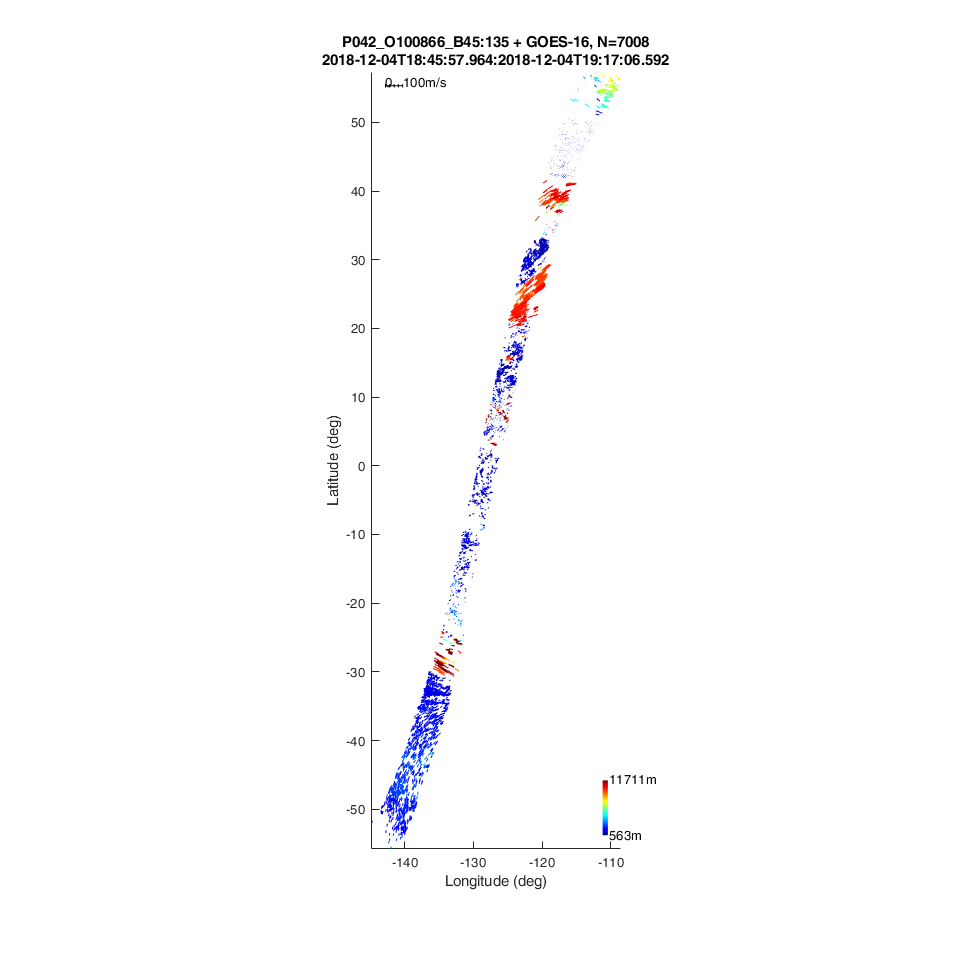 P042_O100866_B45:135 + GOES-16, N=7008
2018-12-04T18:45:57.964:2018-12-04T19:17:06.592
0 100m/s
50
40
30
20
10
0
-10
-20
-30
-40
-50
Latitude (deg)
11711m
563m
-140 -130 -120 -110
Longitude (deg)